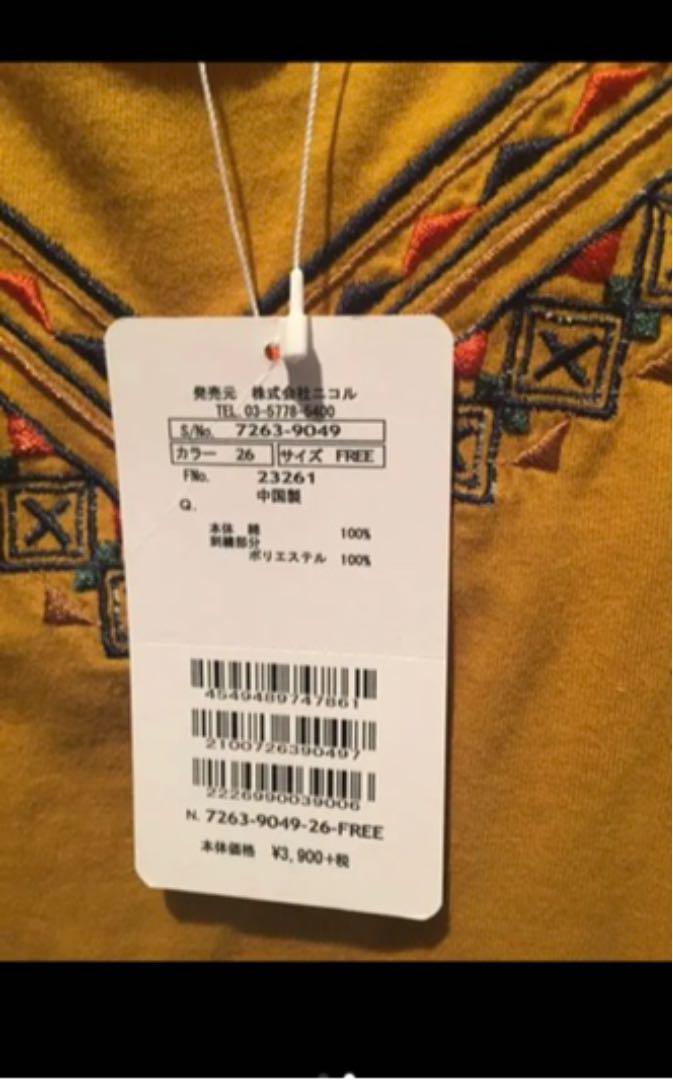 発売元 株式会社ニコル
TEL. 03-5778-5400
S/No. 7263-9049
カラー 26 サイズ FREE
FNo. 23261
中国製
Q.
本体 綿 100%
刺繍部分
ポリエステル 100%
4549489747861
2100726390497
2226990039006
N. 7263-9049-26-FREE
本体価格 ¥3,900+税